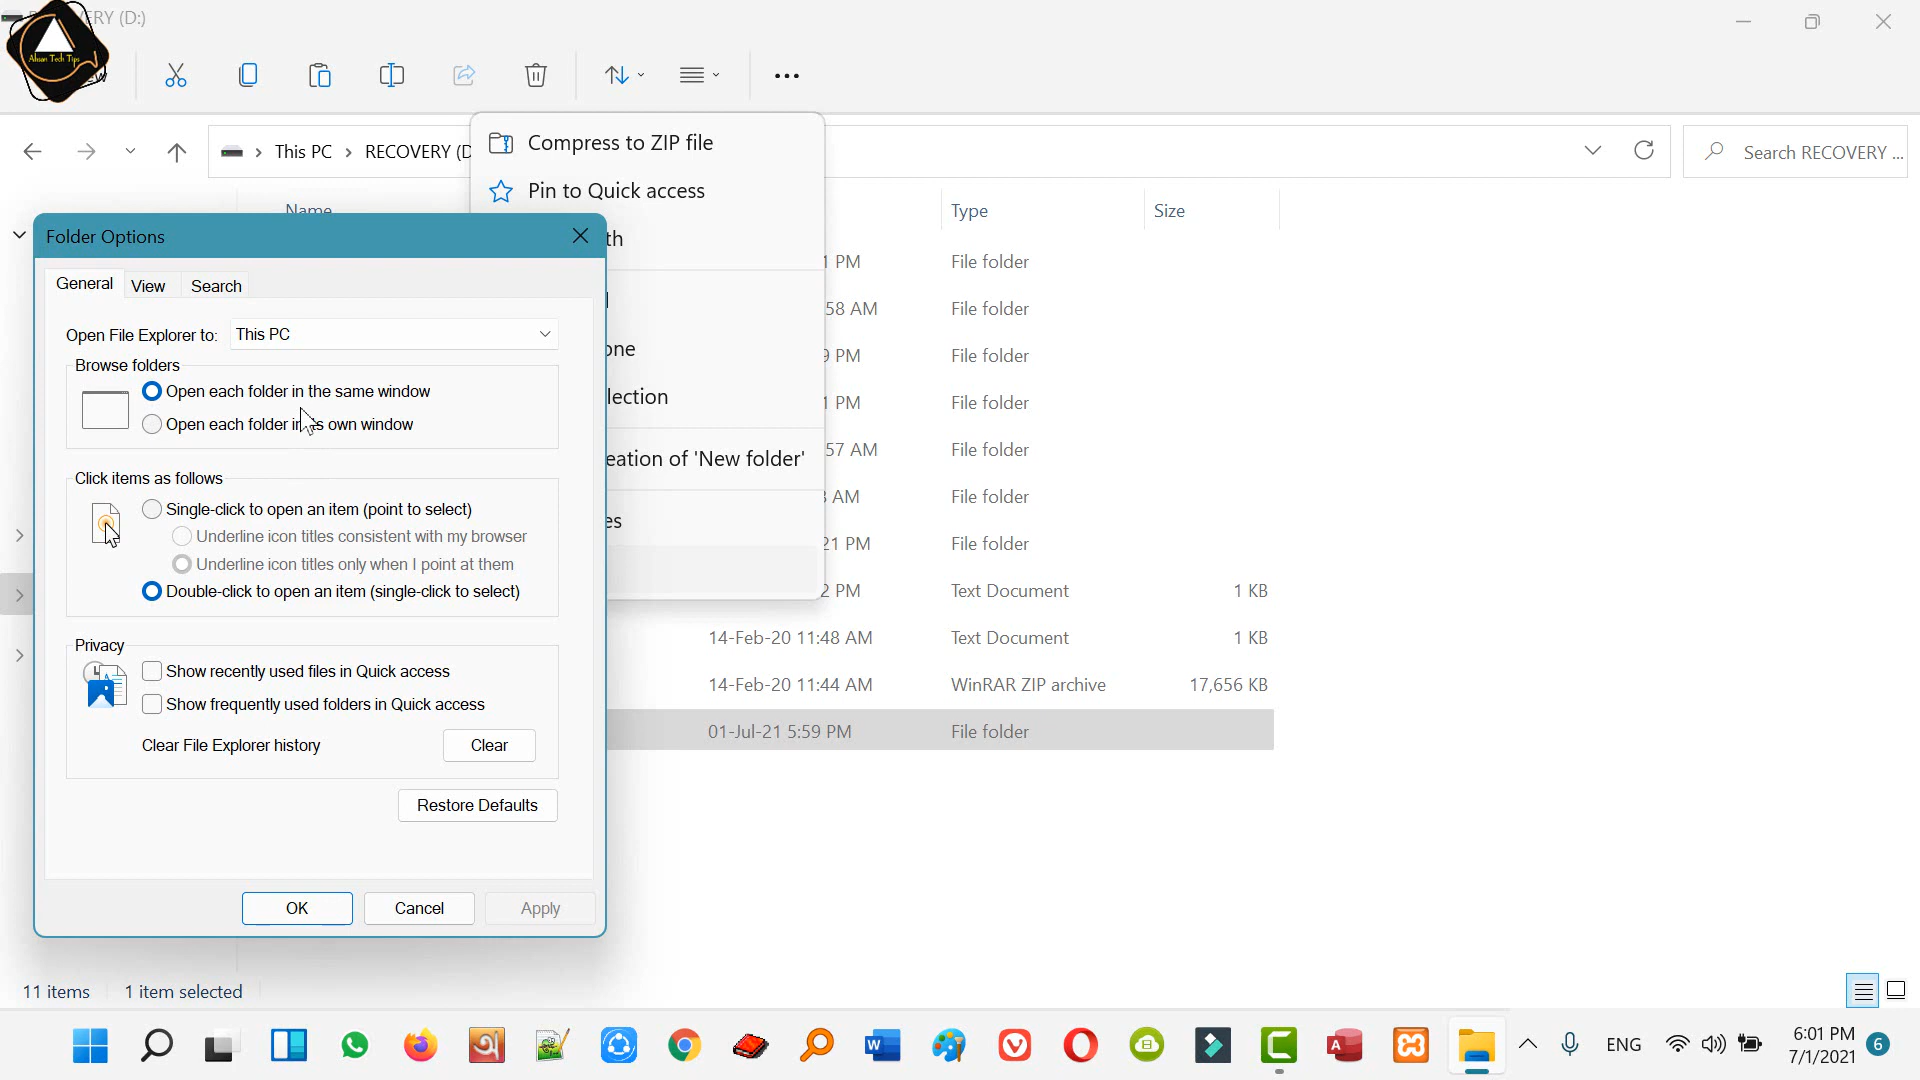 RY (D:)
Ahsan Tech Tips
This PC
RECOVERY (D
Search RECOVERY ...
Compress to ZIP file
Pin to Quick access
th
one
lection
eation of 'New folder'
es
Name
Type
Size
1 PM
File folder
58 AM
File folder
9 PM
File folder
1 PM
File folder
57 AM
File folder
AM
File folder
21 PM
File folder
2 PM
Text Document
1 KB
14-Feb-20 11:48 AM
Text Document
1 KB
14-Feb-20 11:44 AM
WinRAR ZIP archive
17,656 KB
01-Jul-21 5:59 PM
File folder
Folder Options
General
View
Search
Open File Explorer to:
This PC
Browse folders
Open each folder in the same window
Open each folder in its own window
Click items as follows
Single-click to open an item (point to select)
Underline icon titles consistent with my browser
Underline icon titles only when I point at them
Double-click to open an item (single-click to select)
Privacy
Show recently used files in Quick access
Show frequently used folders in Quick access
Clear File Explorer history
Clear
Restore Defaults
OK
Cancel
Apply
11 items
1 item selected
ENG
6:01 PM
7/1/2021
6